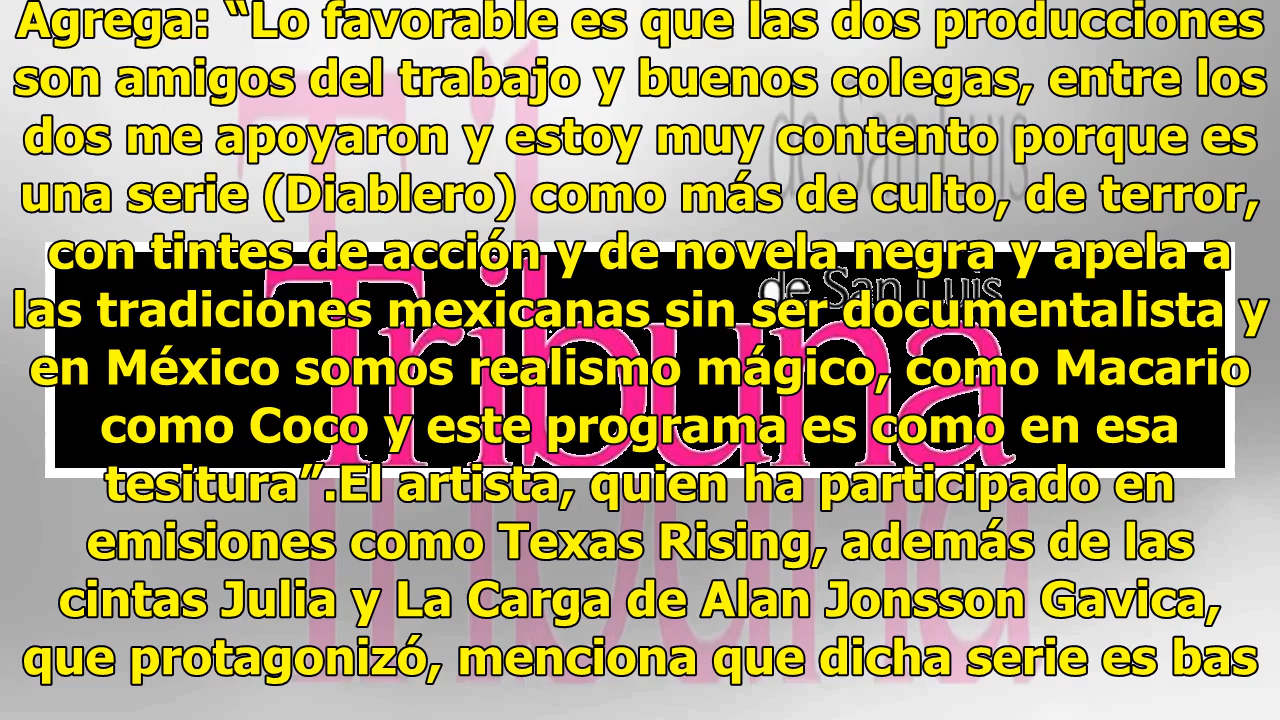 Agrega: “Lo favorable es que las dos producciones
son amigos del trabajo y buenos colegas, entre los
dos me apoyaron y estoy muy contento porque es
una serie (Diablero) como más de culto, de terror,
con tintes de acción y de novela negra y apela a
las tradiciones mexicanas sin ser documentalista y
en México somos realismo mágico, como Macario
como Coco y este programa es como en esa
tesitura”.El artista, quien ha participado en
emisiones como Texas Rising, además de las
cintas Julia y La Carga de Alan Jonsson Gavica,
que protagonizó, menciona que dicha serie es bas
de San Luis
Tribuna